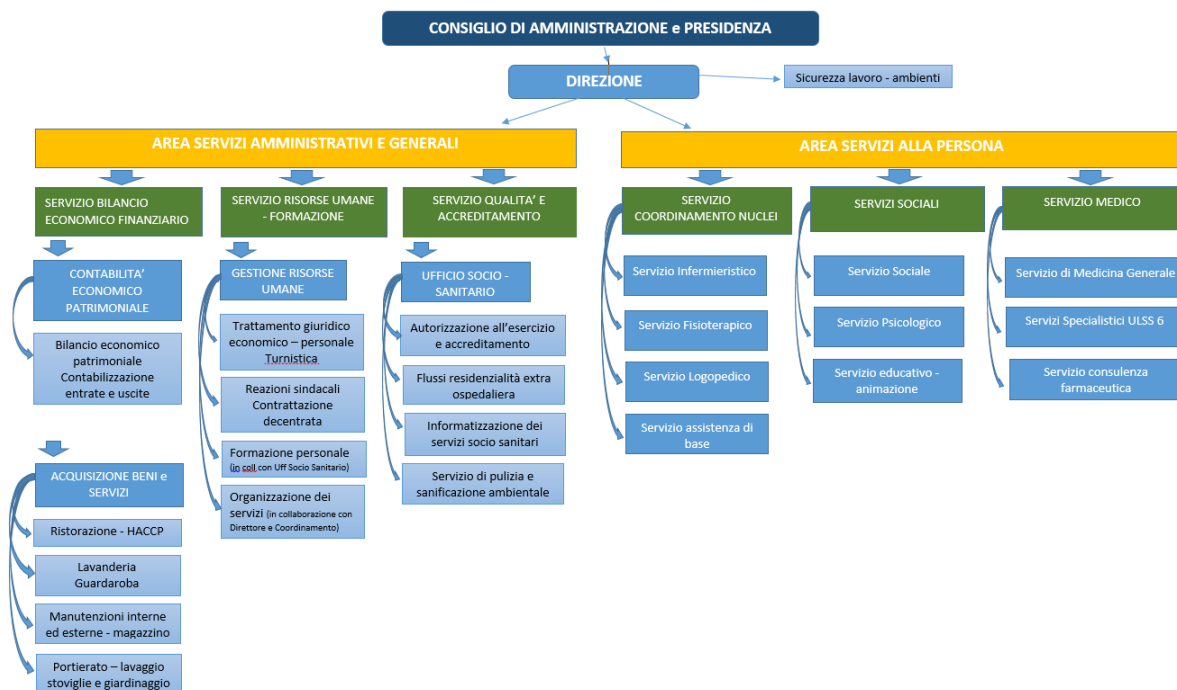 CONSIGLIO DI AMMINISTRAZIONE e PRESIDENZA
DIREZIONE
Sicurezza lavoro - ambienti
AREA SERVIZI AMMINISTRATIVI E GENERALI
AREA SERVIZI ALLA PERSONA
SERVIZIO BILANCIO
ECONOMICO FINANZIARIO
SERVIZIO RISORSE UMANE
- FORMAZIONE
SERVIZIO QUALITA' E
ACCREDITAMENTO
SERVIZIO
COORDINAMENTO NUCLEI
SERVIZI SOCIALI
SERVIZIO MEDICO
CONTABILITA'
ECONOMICO
PATRIMONIALE
Bilancio economico
patrimoniale
Contabilizzazione
entrate e uscite
ACQUISIZIONE BENI e
SERVIZI
Ristorazione - HACCP
Lavanderia
Guardaroba
Manutenzioni interne
ed esterne - magazzino
Portierato – lavaggio
stoviglie e giardinaggio
GESTIONE RISORSE
UMANE
Trattamento giuridico
economico – personale
Turnistica
Reazioni sindacali
Contrattazione
decentrata
Formazione personale
(in coll con Uff Socio Sanitario)
Organizzazione dei
servizi (in collaborazione con
Direttore e Coordinamento)
UFFICIO SOCIO -
SANITARIO
Autorizzazione all'esercizio
e accreditamento
Flussi residenzialità extra
ospedaliera
Informatizzazione dei
servizi socio sanitari
Servizio di pulizia e
sanificazione ambientale
Servizio Infermieristico
Servizio Fisioterapico
Servizio Logopedico
Servizio assistenza di
base
Servizio Sociale
Servizio Psicologico
Servizio educativo -
animazione
Servizio di Medicina Generale
Servizi Specialistici ULSS 6
Servizio consulenza
farmaceutica